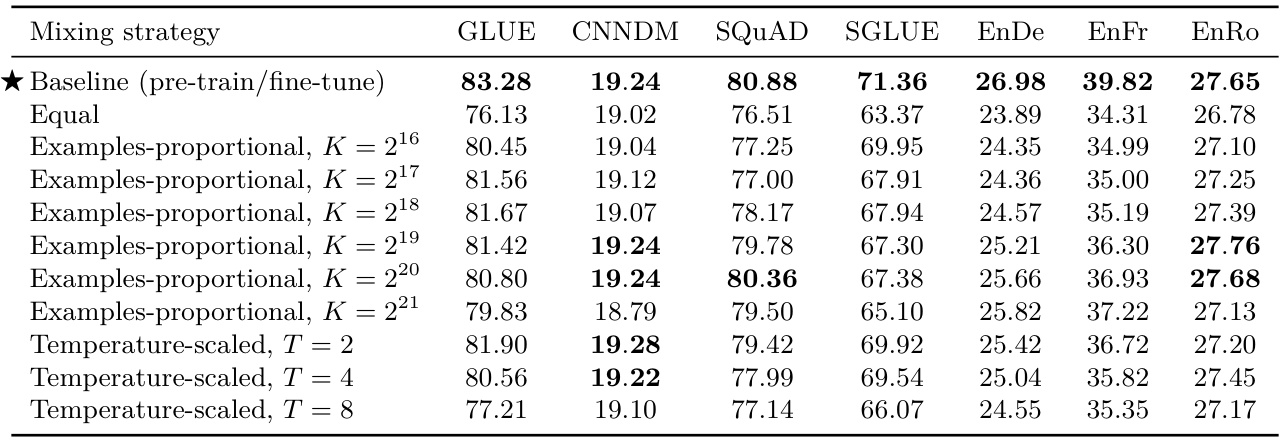 Mixing strategy GLUE CNNDM SQuAD SGLUE EnDe EnFr EnRo
★ Baseline (pre-train/fine-tune) 83.28 19.24 80.88 71.36 26.98 39.82 27.65
Equal 76.13 19.02 76.51 63.37 23.89 34.31 26.78
Examples-proportional, K = 2^16 80.45 19.04 77.25 69.95 24.35 34.99 27.10
Examples-proportional, K = 2^17 81.56 19.12 77.00 67.91 24.36 35.00 27.25
Examples-proportional, K = 2^18 81.67 19.07 78.17 67.94 24.57 35.19 27.39
Examples-proportional, K = 2^19 81.42 19.24 79.78 67.30 25.21 36.30 27.76
Examples-proportional, K = 2^20 80.80 19.24 80.36 67.38 25.66 36.93 27.68
Examples-proportional, K = 2^21 79.83 18.79 79.50 65.10 25.82 37.22 27.13
Temperature-scaled, T = 2 81.90 19.28 79.42 69.92 25.42 36.72 27.20
Temperature-scaled, T = 4 80.56 19.22 77.99 69.54 25.04 35.82 27.45
Temperature-scaled, T = 8 77.21 19.10 77.14 66.07 24.55 35.35 27.17